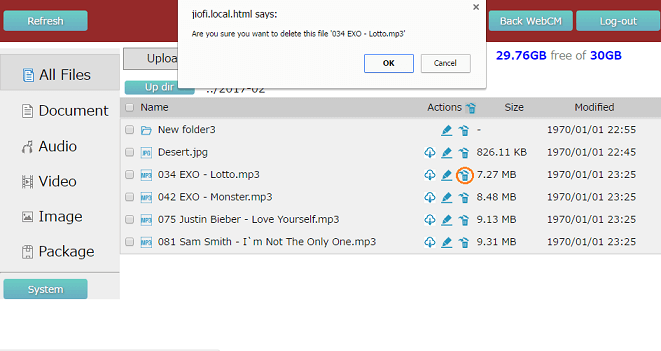 Refresh
jiofi.local.html says:
Are you sure you want to delete this file '034 EXO - Lotto.mp3'
OK Cancel
Back WebCM Log-out
29.76GB free of 30GB
All Files
Document
Audio
Video
Image
Package
System
Up dir
Name Actions Size Modified
New folder3 - 1970/01/01 22:55
JPG Desert.jpg 826.11 KB 1970/01/01 22:45
MP3 034 EXO - Lotto.mp3 7.27 MB 1970/01/01 23:25
MP3 042 EXO - Monster.mp3 8.48 MB 1970/01/01 23:25
MP3 075 Justin Bieber - Love Yourself.mp3 9.13 MB 1970/01/01 23:25
MP3 081 Sam Smith - I`m Not The Only One.mp3 9.31 MB 1970/01/01 23:25